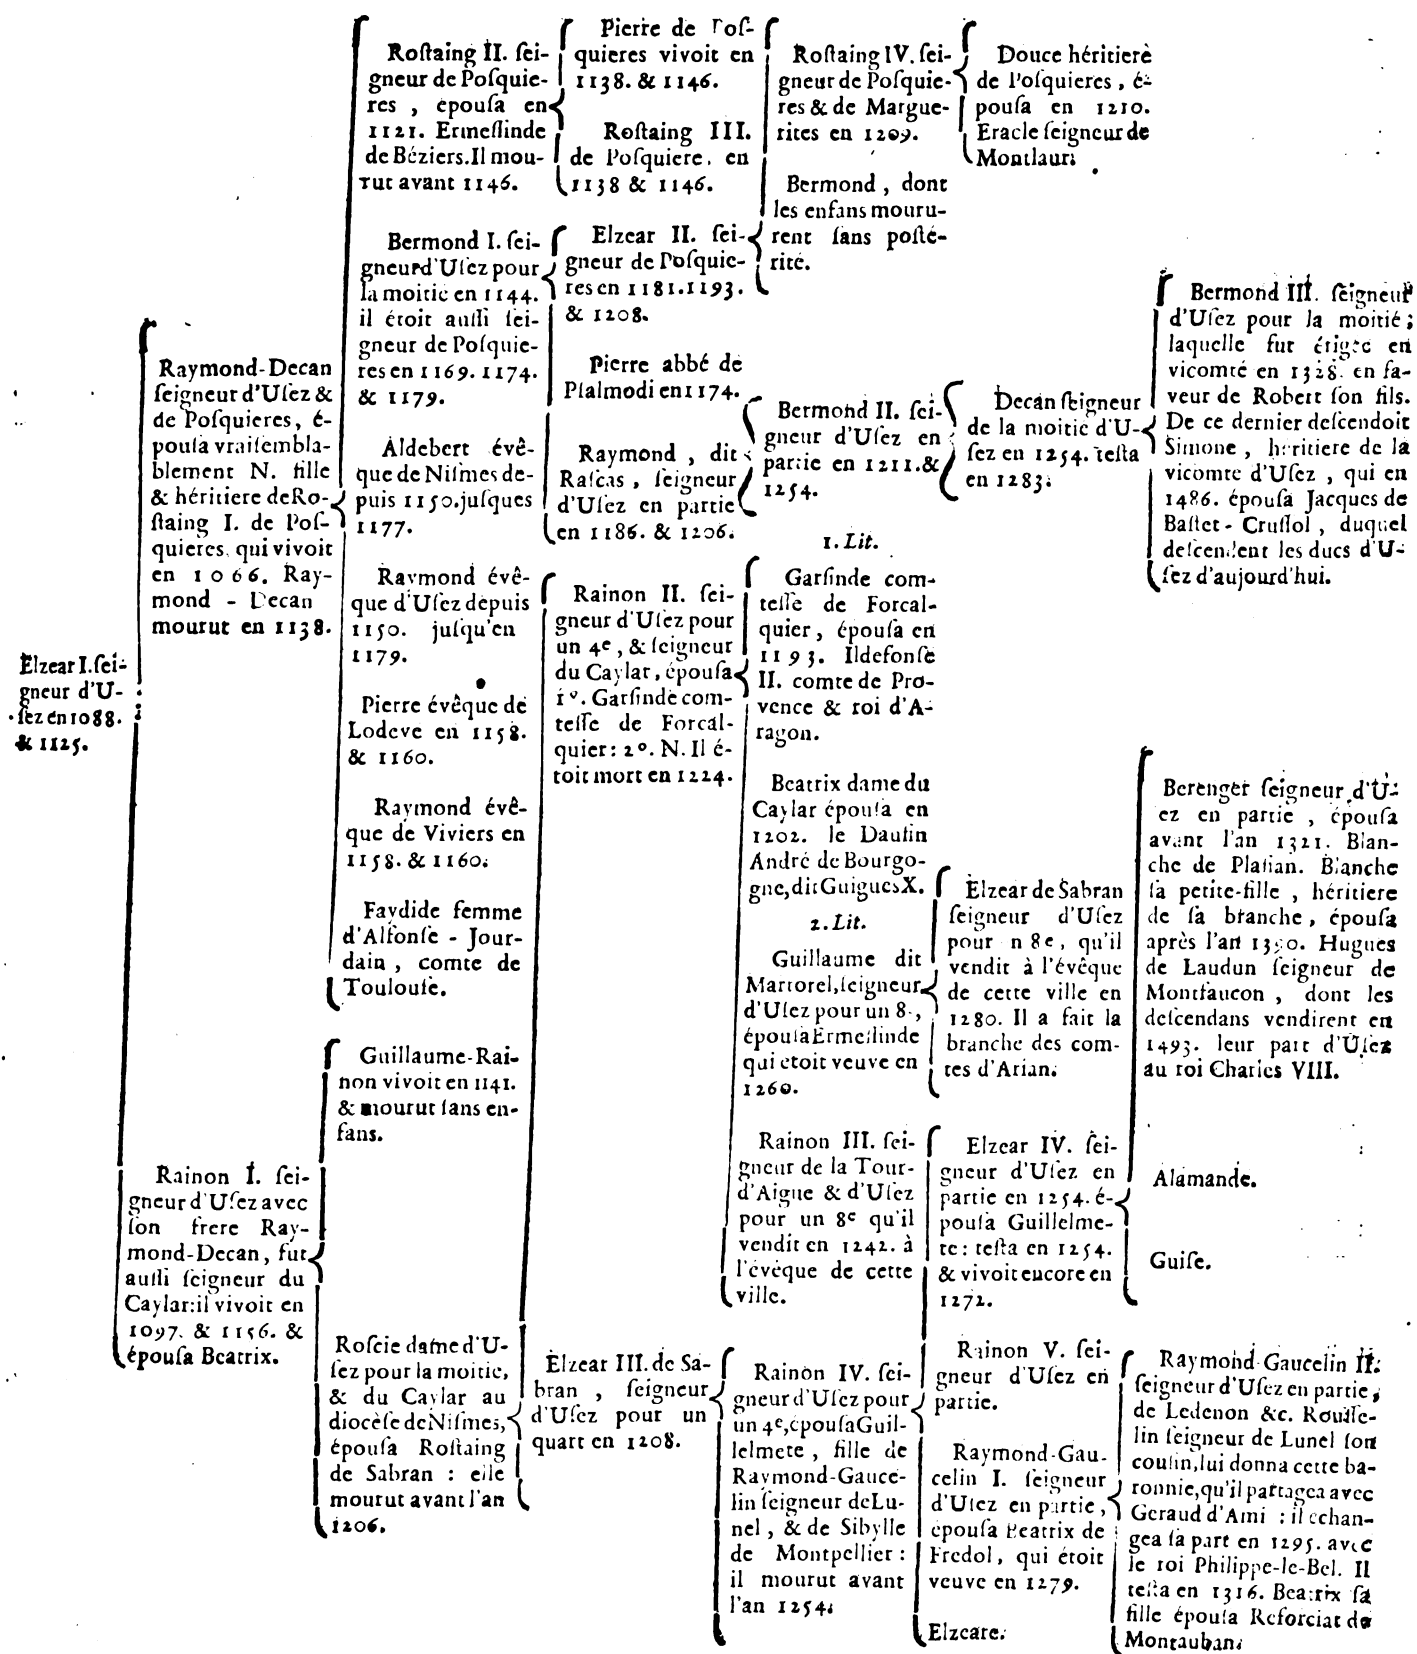 Elzear I. ſei-
gneur d'U-
ſez en 1088.
& 1125.
Raymond-Decan
ſeigneur d'Uſez &
de Poſquieres, é-
pouſa vraiſembla-
blement N. fille
& héritiere de Ro-
ſtaing I. de Poſ-
quieres, qui vivoit
en 1066. Ray-
mond - Decan
mourut en 1138.
Rainon I. ſei-
gneur d'Uſez avec
ſon frere Ray-
mond-Decan, fut
auſſi ſeigneur du
Caylar: il vivoit en
1097. & 1156. &
épouſa Beatrix.
Roſtaing II. ſei-
gneur de Poſquie-
res, épouſa en
1121. Ermeſſinde
de Béziers. Il mou-
rut avant 1146.
Bermond I. ſei-
gneur d'Uſez pour
la moitié en 1144.
il étoit auſſi ſei-
gneur de Poſquie-
res en 1169. 1174.
& 1179.
Aldebert évê-
que de Niſmes de-
puis 1150. juſques
1177.
Raymond évê-
que d'Uſez depuis
1150. juſqu'en
1179.
Pierre évêque de
Lodeve en 1158.
& 1160.
Raymond évê-
que de Viviers en
1158. & 1160.
Faydide femme
d'Alfonſe - Jour-
dain, comte de
Toulouſe.
Guillaume-Rai-
non vivoit en 1141.
& mourut ſans en-
fans.
Roſcie dame d'U-
ſez pour la moitié,
& du Caylar au
diocèſe de Niſmes,
épouſa Roſtaing
de Sabran : elle
mourut avant l'an
1206.
Pierre de Poſ-
quieres vivoit en
1138. & 1146.
Roſtaing III.
de Poſquiere, en
1138 & 1146.
Elzear II. ſei-
gneur de Poſquie-
res en 1181. 1193.
& 1208.
Pierre abbé de
Pſalmodi en 1174.
Raymond, dit
Raſcas, ſeigneur
d'Uſez en partie
en 1186. & 1206.
Rainon II. ſei-
gneur d'Uſez pour
un 4e, & ſeigneur
du Caylar, épouſa
1º. Garſinde com-
teſſe de Forcal-
quier: 2º. N. Il é-
toit mort en 1224.
Elzear III. de Sa-
bran, ſeigneur
d'Uſez pour un
quart en 1208.
Roſtaing IV. ſei-
gneur de Poſquie-
res & de Margue-
rites en 1209.
Bermond, dont
les enfans mouru-
rent ſans poſté-
rité.
Bermond II. ſei-
gneur d'Uſez en
partie en 1211. &
1254.
1. Lit.
Garſinde com-
teſſe de Forcal-
quier, épouſa en
1193. Ildefonſe
II. comte de Pro-
vence & roi d'A-
ragon.
Beatrix dame du
Caylar épouſa en
1202. le Daufin
André de Bourgo-
gne, dit Guigues X.
2. Lit.
Guillaume dit
Martorel, ſeigneur
d'Uſez pour un 8,
épouſa Ermeſſinde
qui étoit veuve en
1260.
Rainon III. ſei-
gneur de la Tour-
d'Aigue & d'Uſez
pour un 8e qu'il
vendit en 1242. à
l'évêque de cette
ville.
Rainon IV. ſei-
gneur d'Uſez pour
un 4e, épouſa Guil-
lelmete, fille de
Raymond-Gauce-
lin ſeigneur de Lu-
nel, & de Sibylle
de Montpellier:
il mourut avant
l'an 1254.
Douce héritiere
de Poſquieres, é-
pouſa en 1210.
Eracle ſeigneur de
Montlaur.
Decan ſeigneur
de la moitié d'U-
ſez en 1254. teſta
en 1283.
Elzear de Sabran
ſeigneur d'Uſez
pour n 8e, qu'il
vendit à l'évêque
de cette ville en
1280. Il a fait la
branche des com-
tes d'Arian.
Elzear IV. ſei-
gneur d'Uſez en
partie en 1254. é-
pouſa Guillelme-
te: teſta en 1254.
& vivoit encore en
1272.
Rainon V. ſei-
gneur d'Uſez en
partie.
Raymond-Gau-
celin I. ſeigneur
d'Uſez en partie,
épouſa Beatrix de
Fredol, qui étoit
veuve en 1279.
Elzeare.
Bermond III. ſeigneur
d'Uſez pour la moitié;
laquelle fut érigée en
vicomté en 1328. en fa-
veur de Robert ſon fils.
De ce dernier deſcendoit
Simone, héritiere de la
vicomté d'Uſez, qui en
1486. épouſa Jacques de
Baſtet - Cruſſol, duquel
deſcendent les ducs d'U-
ſez d'aujourd'hui.
Berenger ſeigneur d'U-
ez en partie, épouſa
avant l'an 1321. Blan-
che de Plaſian. Blanche
ſa petite-fille, héritiere
de ſa branche, épouſa
après l'an Hugues
de Laudun ſeigneur de
Montfaucon, dont les
deſcendans vendirent en
1493. leur part d'Uſez
au roi Charles VIII.
Alamande.
Guiſe.
Raymond-Gaucelin II.
ſeigneur d'Uſez en partie,
de Ledenon &c. Rouſſe-
lin ſeigneur de Lunel ſon
couſin, lui donna cette ba-
ronnie, qu'il partagea avec
Geraud d'Ami : il échan-
gea ſa part en 1295. avec
le roi Philippe-le-Bel. Il
teſta en 1316. Beatrix ſa
fille épouſa Reforciat de
Montauban.